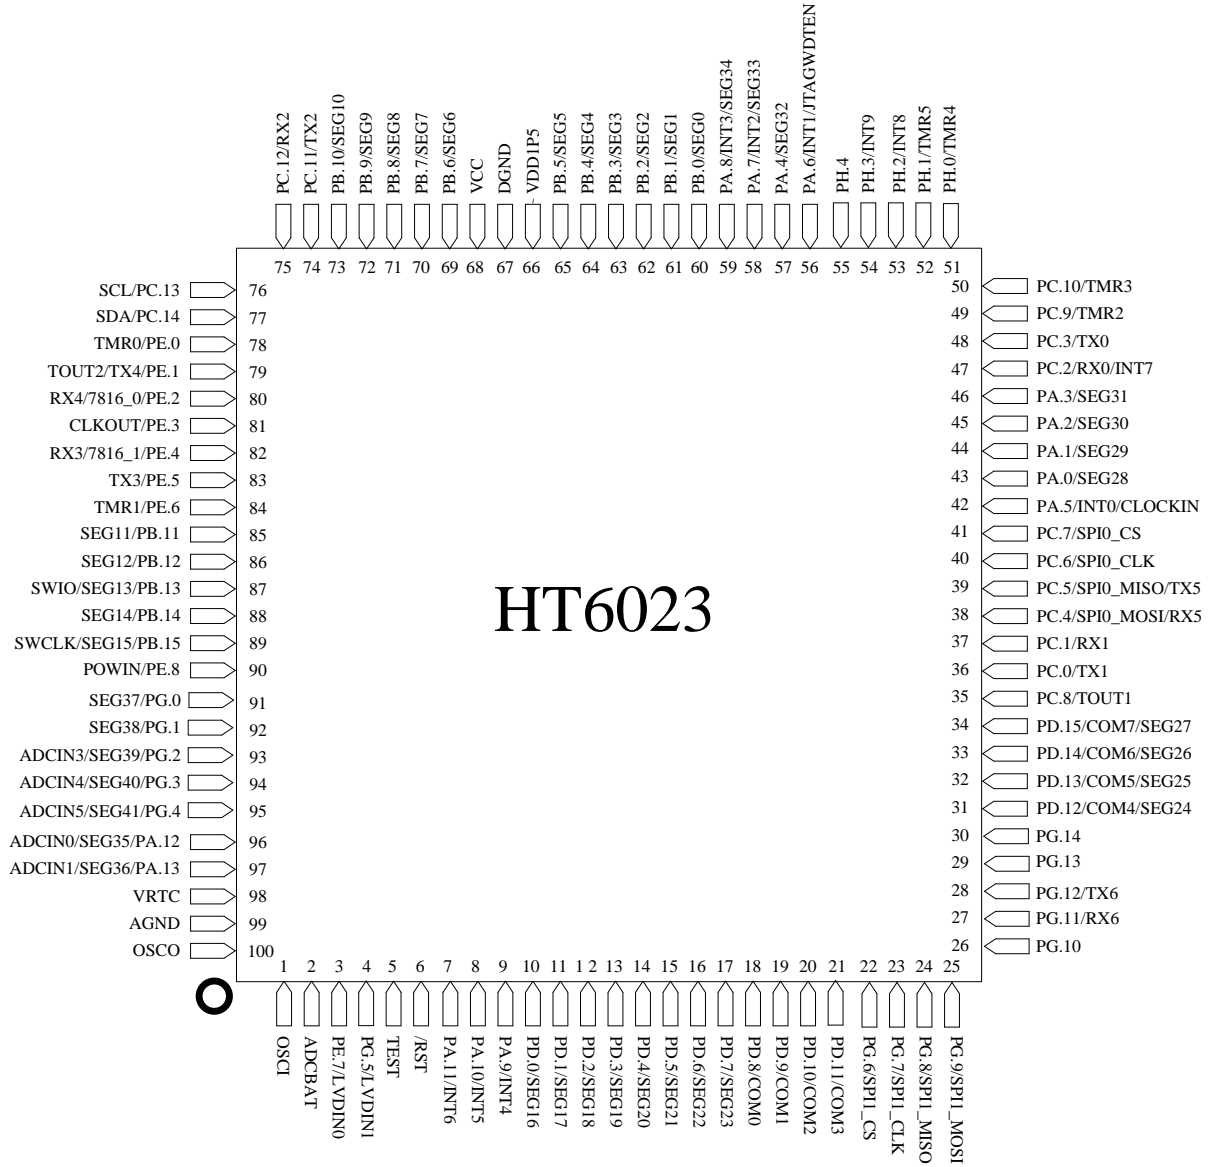 PC.12/RX2
PC.11/TX2
PB.10/SEG10
PB.9/SEG9
PB.8/SEG8
PB.7/SEG7
PB.6/SEG6
VCC
DGND
VDD1P5
PB.5/SEG5
PB.4/SEG4
PB.3/SEG3
PB.2/SEG2
PB.1/SEG1
PB.0/SEG0
PA.8/INT3/SEG34
PA.7/INT2/SEG33
PA.4/SEG32
PA.6/INT1/JTAGWDTEN
PH.4
PH.3/INT9
PH.2/INT8
PH.1/TMR5
PH.0/TMR4
75 74 73 72 71 70 69 68 67 66 65 64 63 62 61 60 59 58 57 56 55 54 53 52 51
SCL/PC.13 76
SDA/PC.14 77
TMR0/PE.0 78
TOUT2/TX4/PE.1 79
RX4/7816_0/PE.2 80
CLKOUT/PE.3 81
RX3/7816_1/PE.4 82
TX3/PE.5 83
TMR1/PE.6 84
SEG11/PB.11 85
SEG12/PB.12 86
SWIO/SEG13/PB.13 87
SEG14/PB.14 88
SWCLK/SEG15/PB.15 89
POWIN/PE.8 90
SEG37/PG.0 91
SEG38/PG.1 92
ADCIN3/SEG39/PG.2 93
ADCIN4/SEG40/PG.3 94
ADCIN5/SEG41/PG.4 95
ADCIN0/SEG35/PA.12 96
ADCIN1/SEG36/PA.13 97
VRTC 98
AGND 99
OSCO 100
HT6023
50 PC.10/TMR3
49 PC.9/TMR2
48 PC.3/TX0
47 PC.2/RX0/INT7
46 PA.3/SEG31
45 PA.2/SEG30
44 PA.1/SEG29
43 PA.0/SEG28
42 PA.5/INT0/CLOCKIN
41 PC.7/SPI0_CS
40 PC.6/SPI0_CLK
39 PC.5/SPI0_MISO/TX5
38 PC.4/SPI0_MOSI/RX5
37 PC.1/RX1
36 PC.0/TX1
35 PC.8/TOUT1
34 PD.15/COM7/SEG27
33 PD.14/COM6/SEG26
32 PD.13/COM5/SEG25
31 PD.12/COM4/SEG24
30 PG.14
29 PG.13
28 PG.12/TX6
27 PG.11/RX6
26 PG.10
1 2 3 4 5 6 7 8 9 10 11 1 2 13 14 15 16 17 18 19 20 21 22 23 24 25
OSCI
ADCBAT
PE.7/LVDIN0
PG.5/LVDIN1
TEST
/RST
PA.11/INT6
PA.10/INT5
PA.9/INT4
PD.0/SEG16
PD.1/SEG17
PD.2/SEG18
PD.3/SEG19
PD.4/SEG20
PD.5/SEG21
PD.6/SEG22
PD.7/SEG23
PD.8/COM0
PD.9/COM1
PD.10/COM2
PD.11/COM3
PG.6/SPI1_CS
PG.7/SPI1_CLK
PG.8/SPI1_MISO
PG.9/SPI1_MOSI